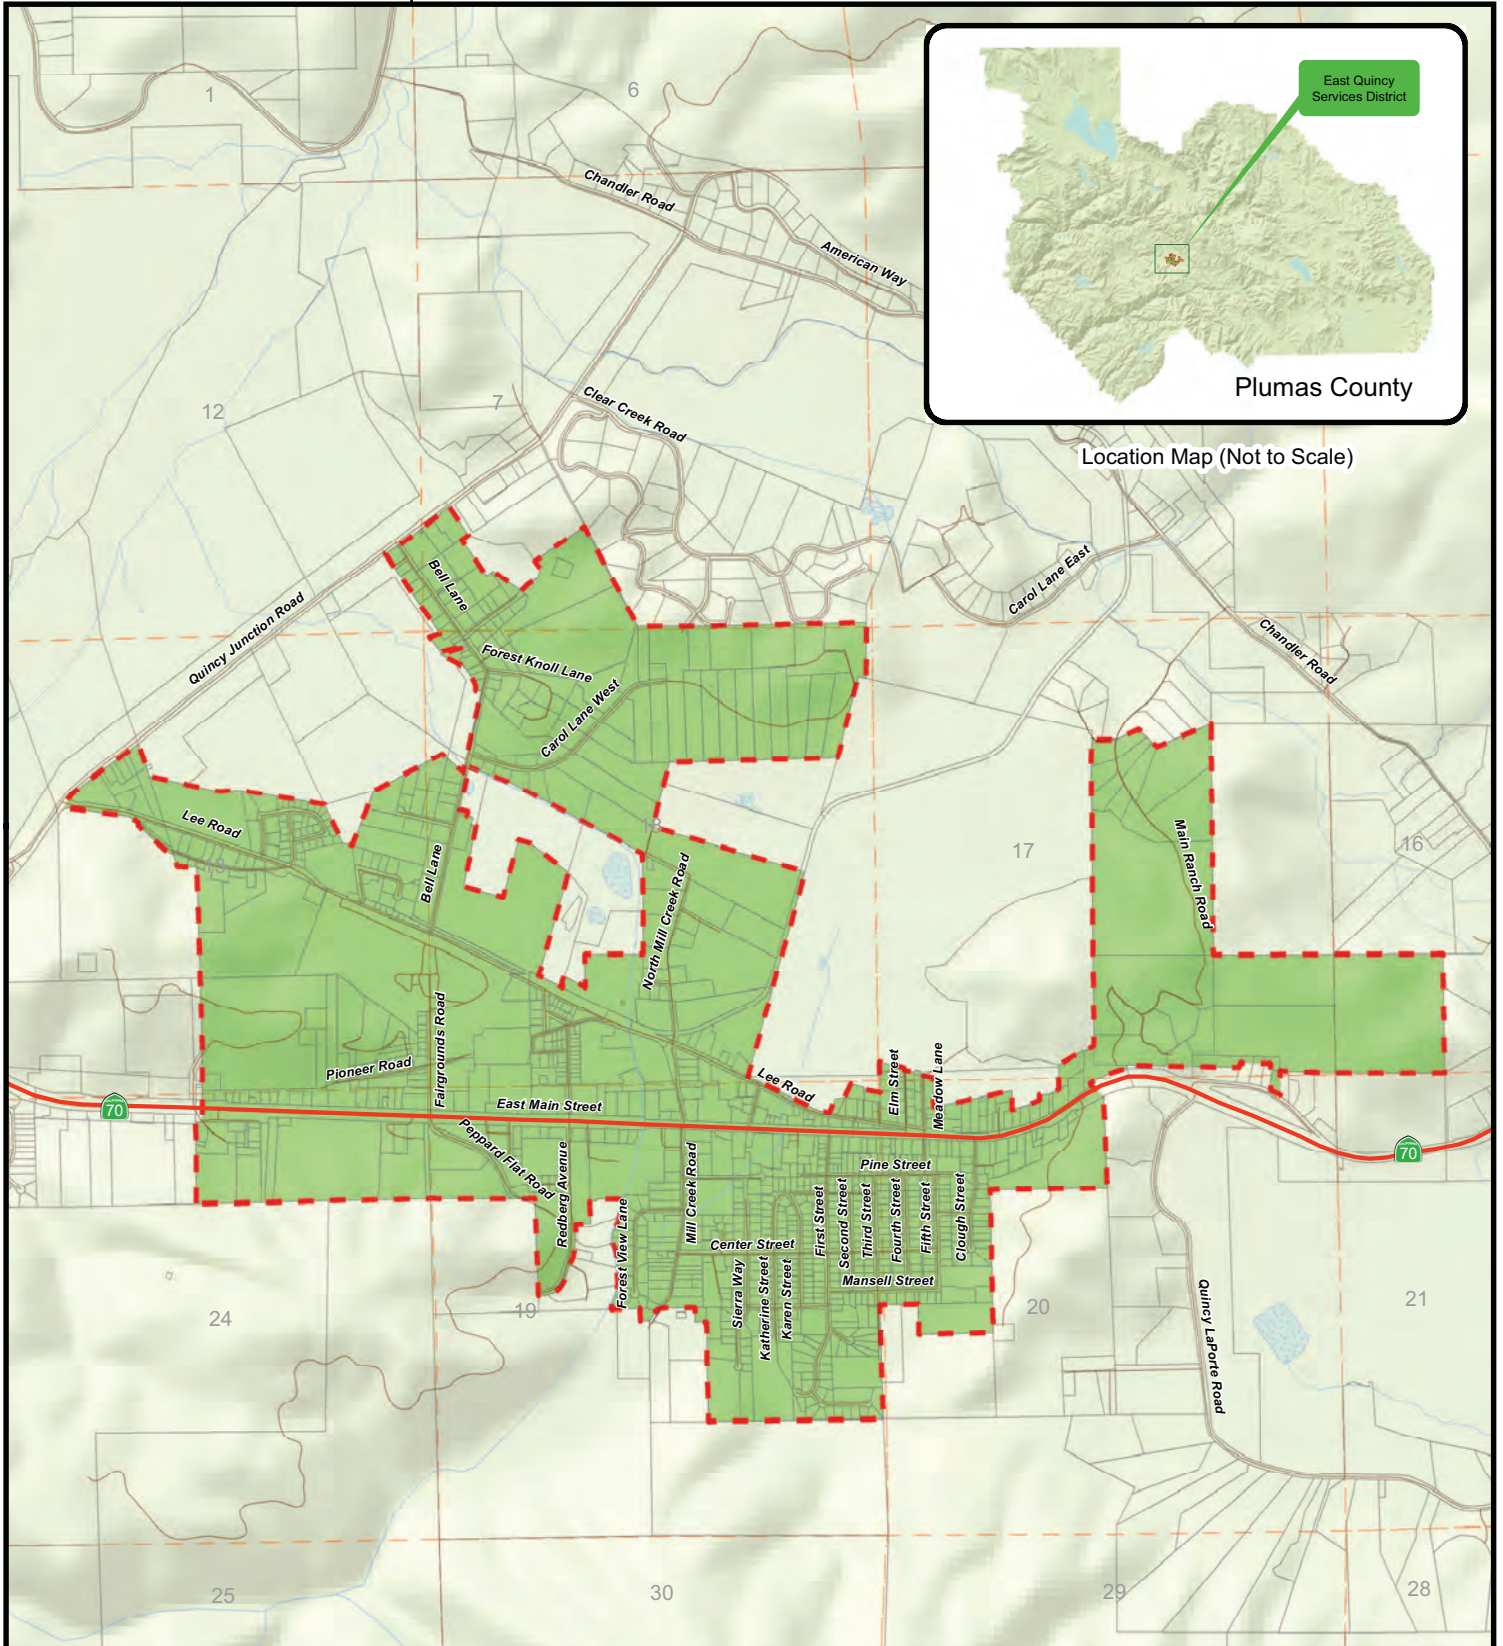 1
6
East Quincy
Services District
Chandler Road
American Way
Plumas County
Location Map (Not to Scale)
12
7
Clear Creek Road
Bell Lane
Carol Lane East
Quincy Junction Road
Forest Knoll Lane
Carol Lane West
Chandler Road
Lee Road
13
18
Bell Lane
North Mill Creek Road
17
Main Ranch Road
16
Fairgrounds Road
Pioneer Road
Lee Road
Elm Street
Meadow Lane
70
East Main Street
Peppard Flat Road
Redberg Avenue
Mill Creek Road
Pine Street
70
Forest View Lane
First Street
Second Street
Third Street
Fourth Street
Fifth Street
Clough Street
Center Street
Sierra Way
Katherine Street
Karen Street
Mansell Street
24
19
20
Quincy LaPorte Road
21
25
30
29
28